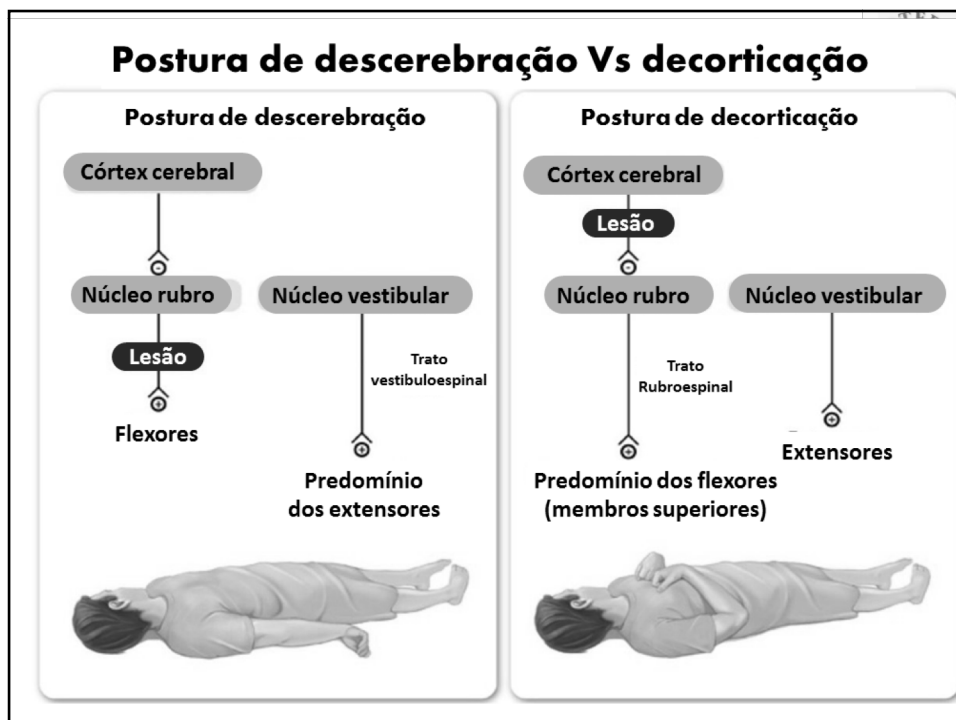 Postura de descerebração Vs decorticação
Postura de descerebração
Córtex cerebral
-
Núcleo rubro
Núcleo vestibular
Lesão
Trato
vestibuloespinal
+
Flexores
+
Predomínio
dos extensores
Postura de decorticação
Córtex cerebral
Lesão
-
Núcleo rubro
Núcleo vestibular
Trato
Rubroespinal
+
Extensores
+
Predomínio dos flexores
(membros superiores)